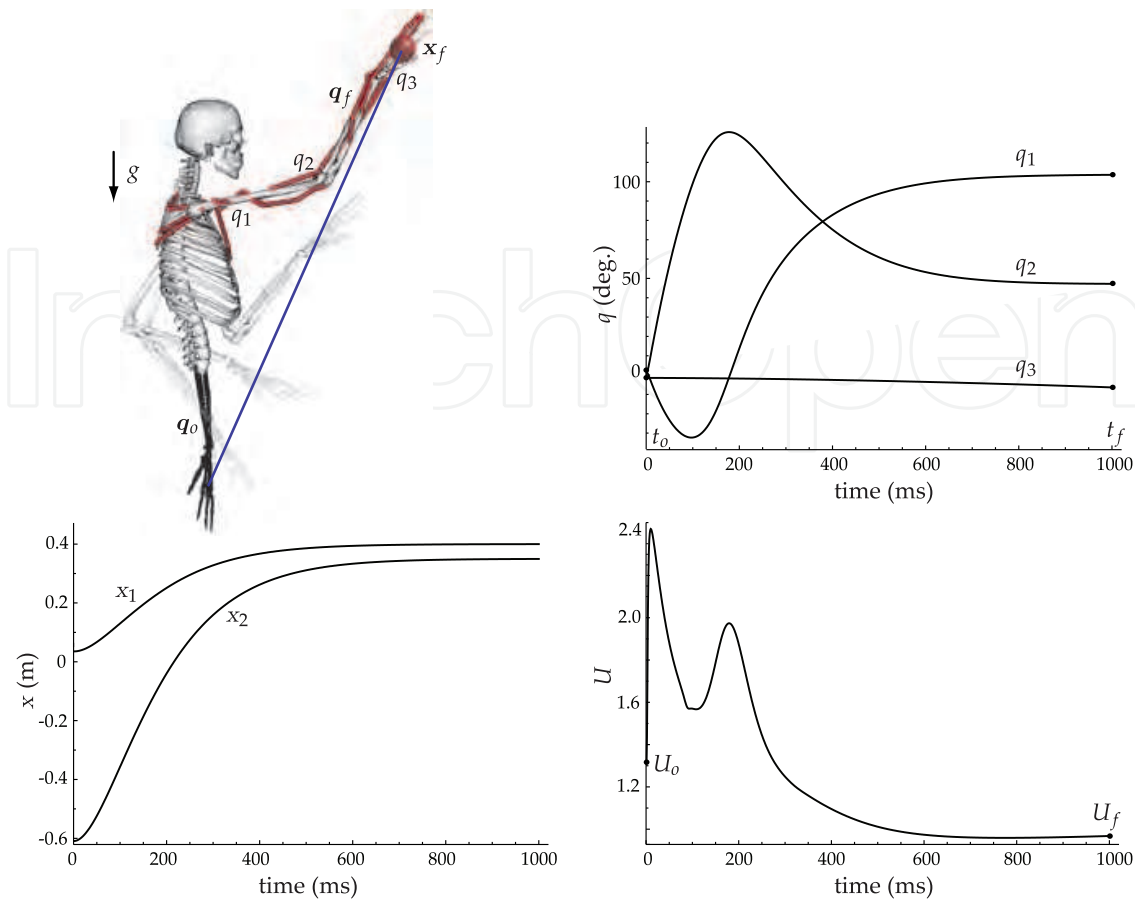 x_f
q_3
q_f
q_2
g
q_1
q_o
InTechOpen
q (deg.)
100
50
0
q_1
q_2
q_3
t_o
t_f
0 200 400 600 800 1000
time (ms)
x (m)
0.4
0.2
0
-0.2
-0.4
-0.6
x_1
x_2
0 200 400 600 800 1000
time (ms)
U
2.4
2.0
1.6
1.2
U_o
U_f
0 200 400 600 800 1000
time (ms)